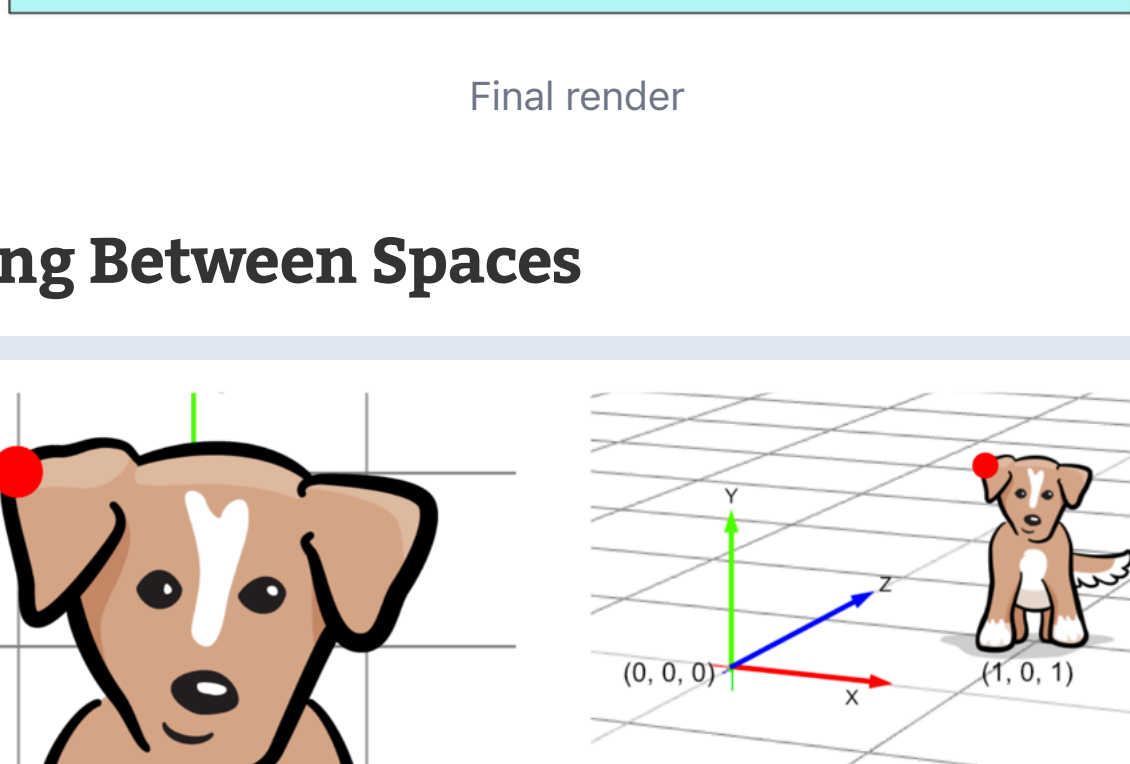 Final render
ng Between Spaces
Y
Z
(0, 0, 0)
(1, 0, 1)
X